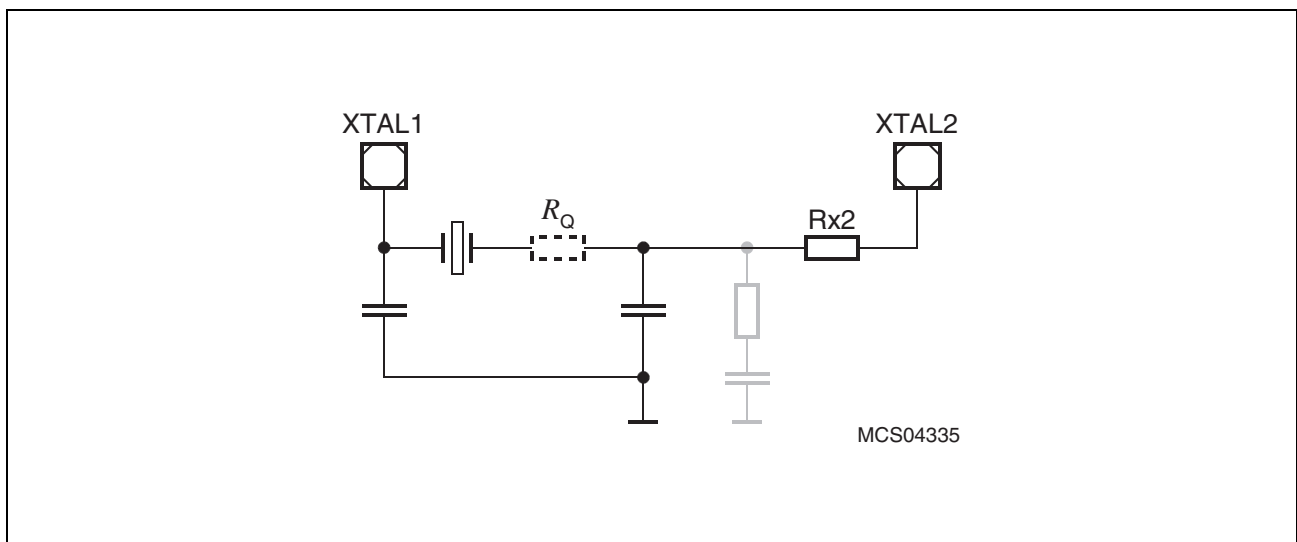 XTAL1
XTAL2
RQ
Rx2
MCS04335